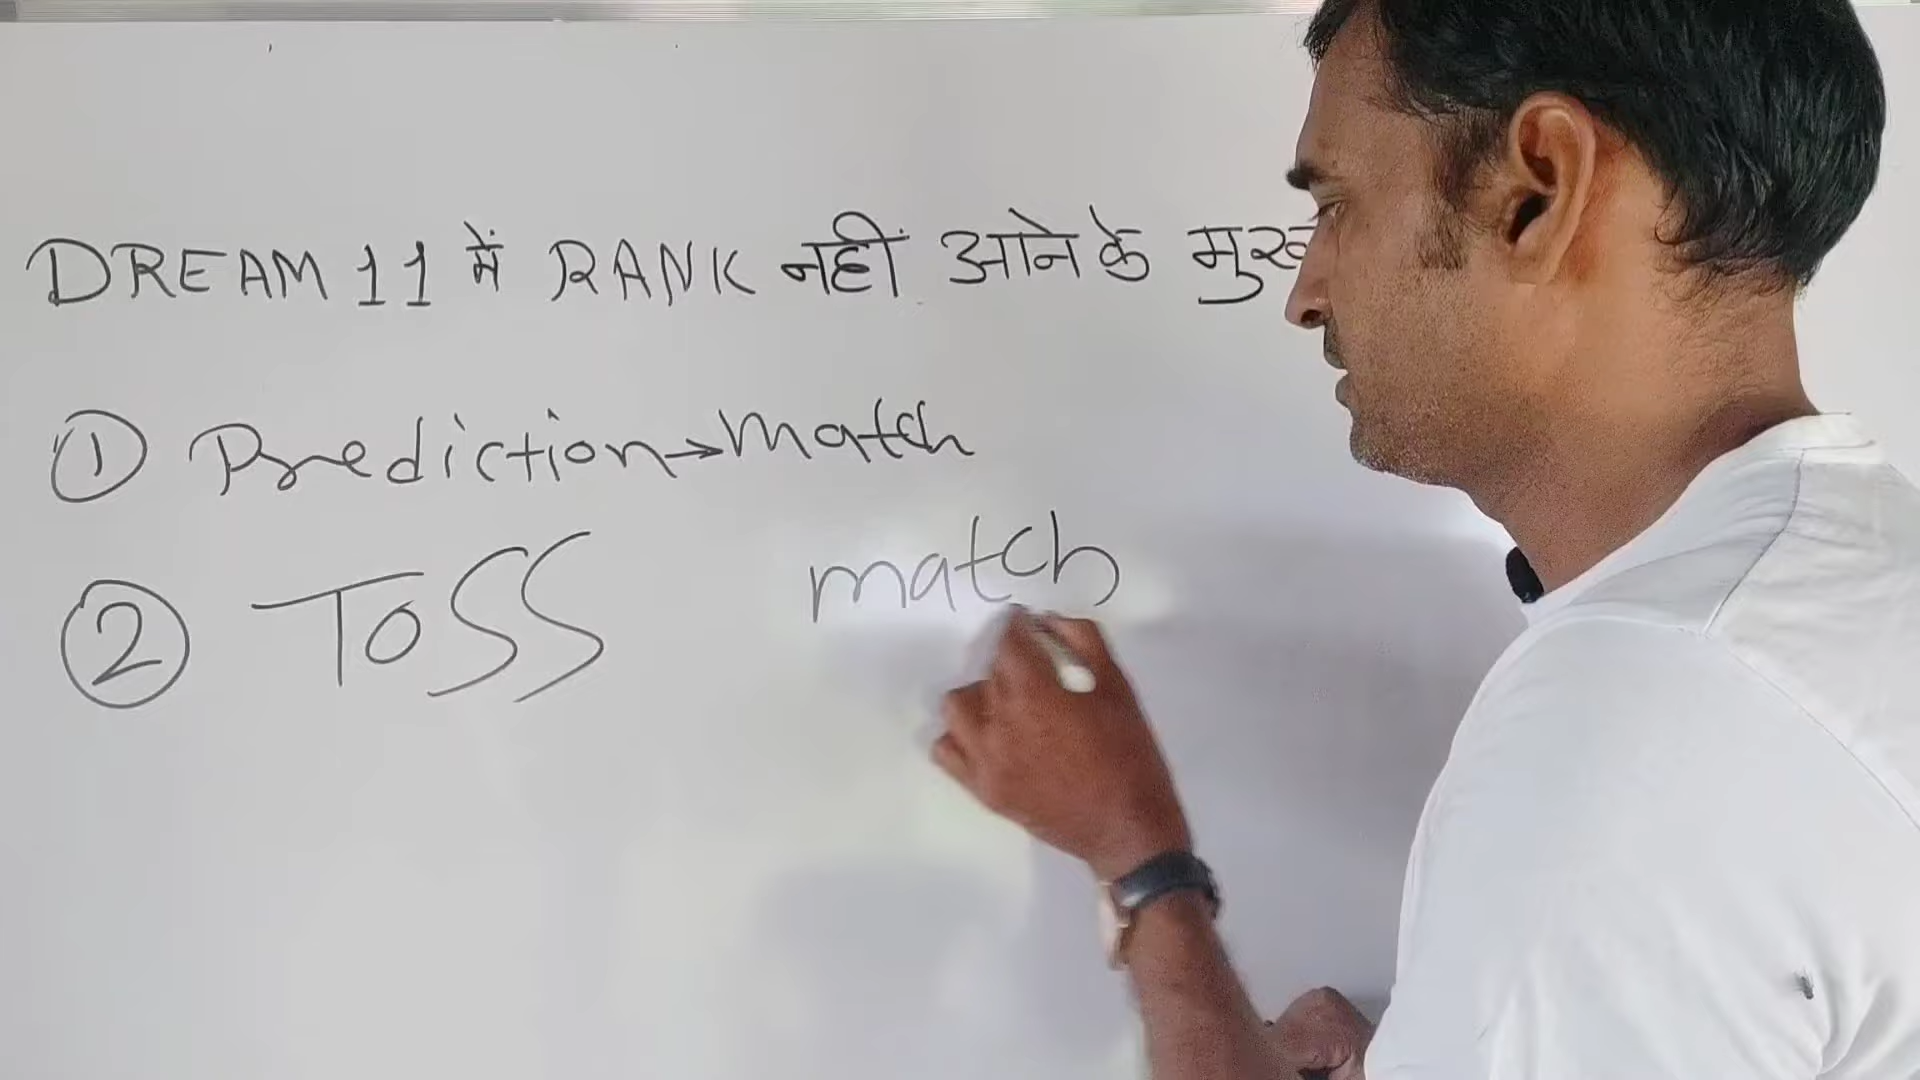 DREAM 11 में RANK नहीं आने के
① Prediction→match
② TOSS match